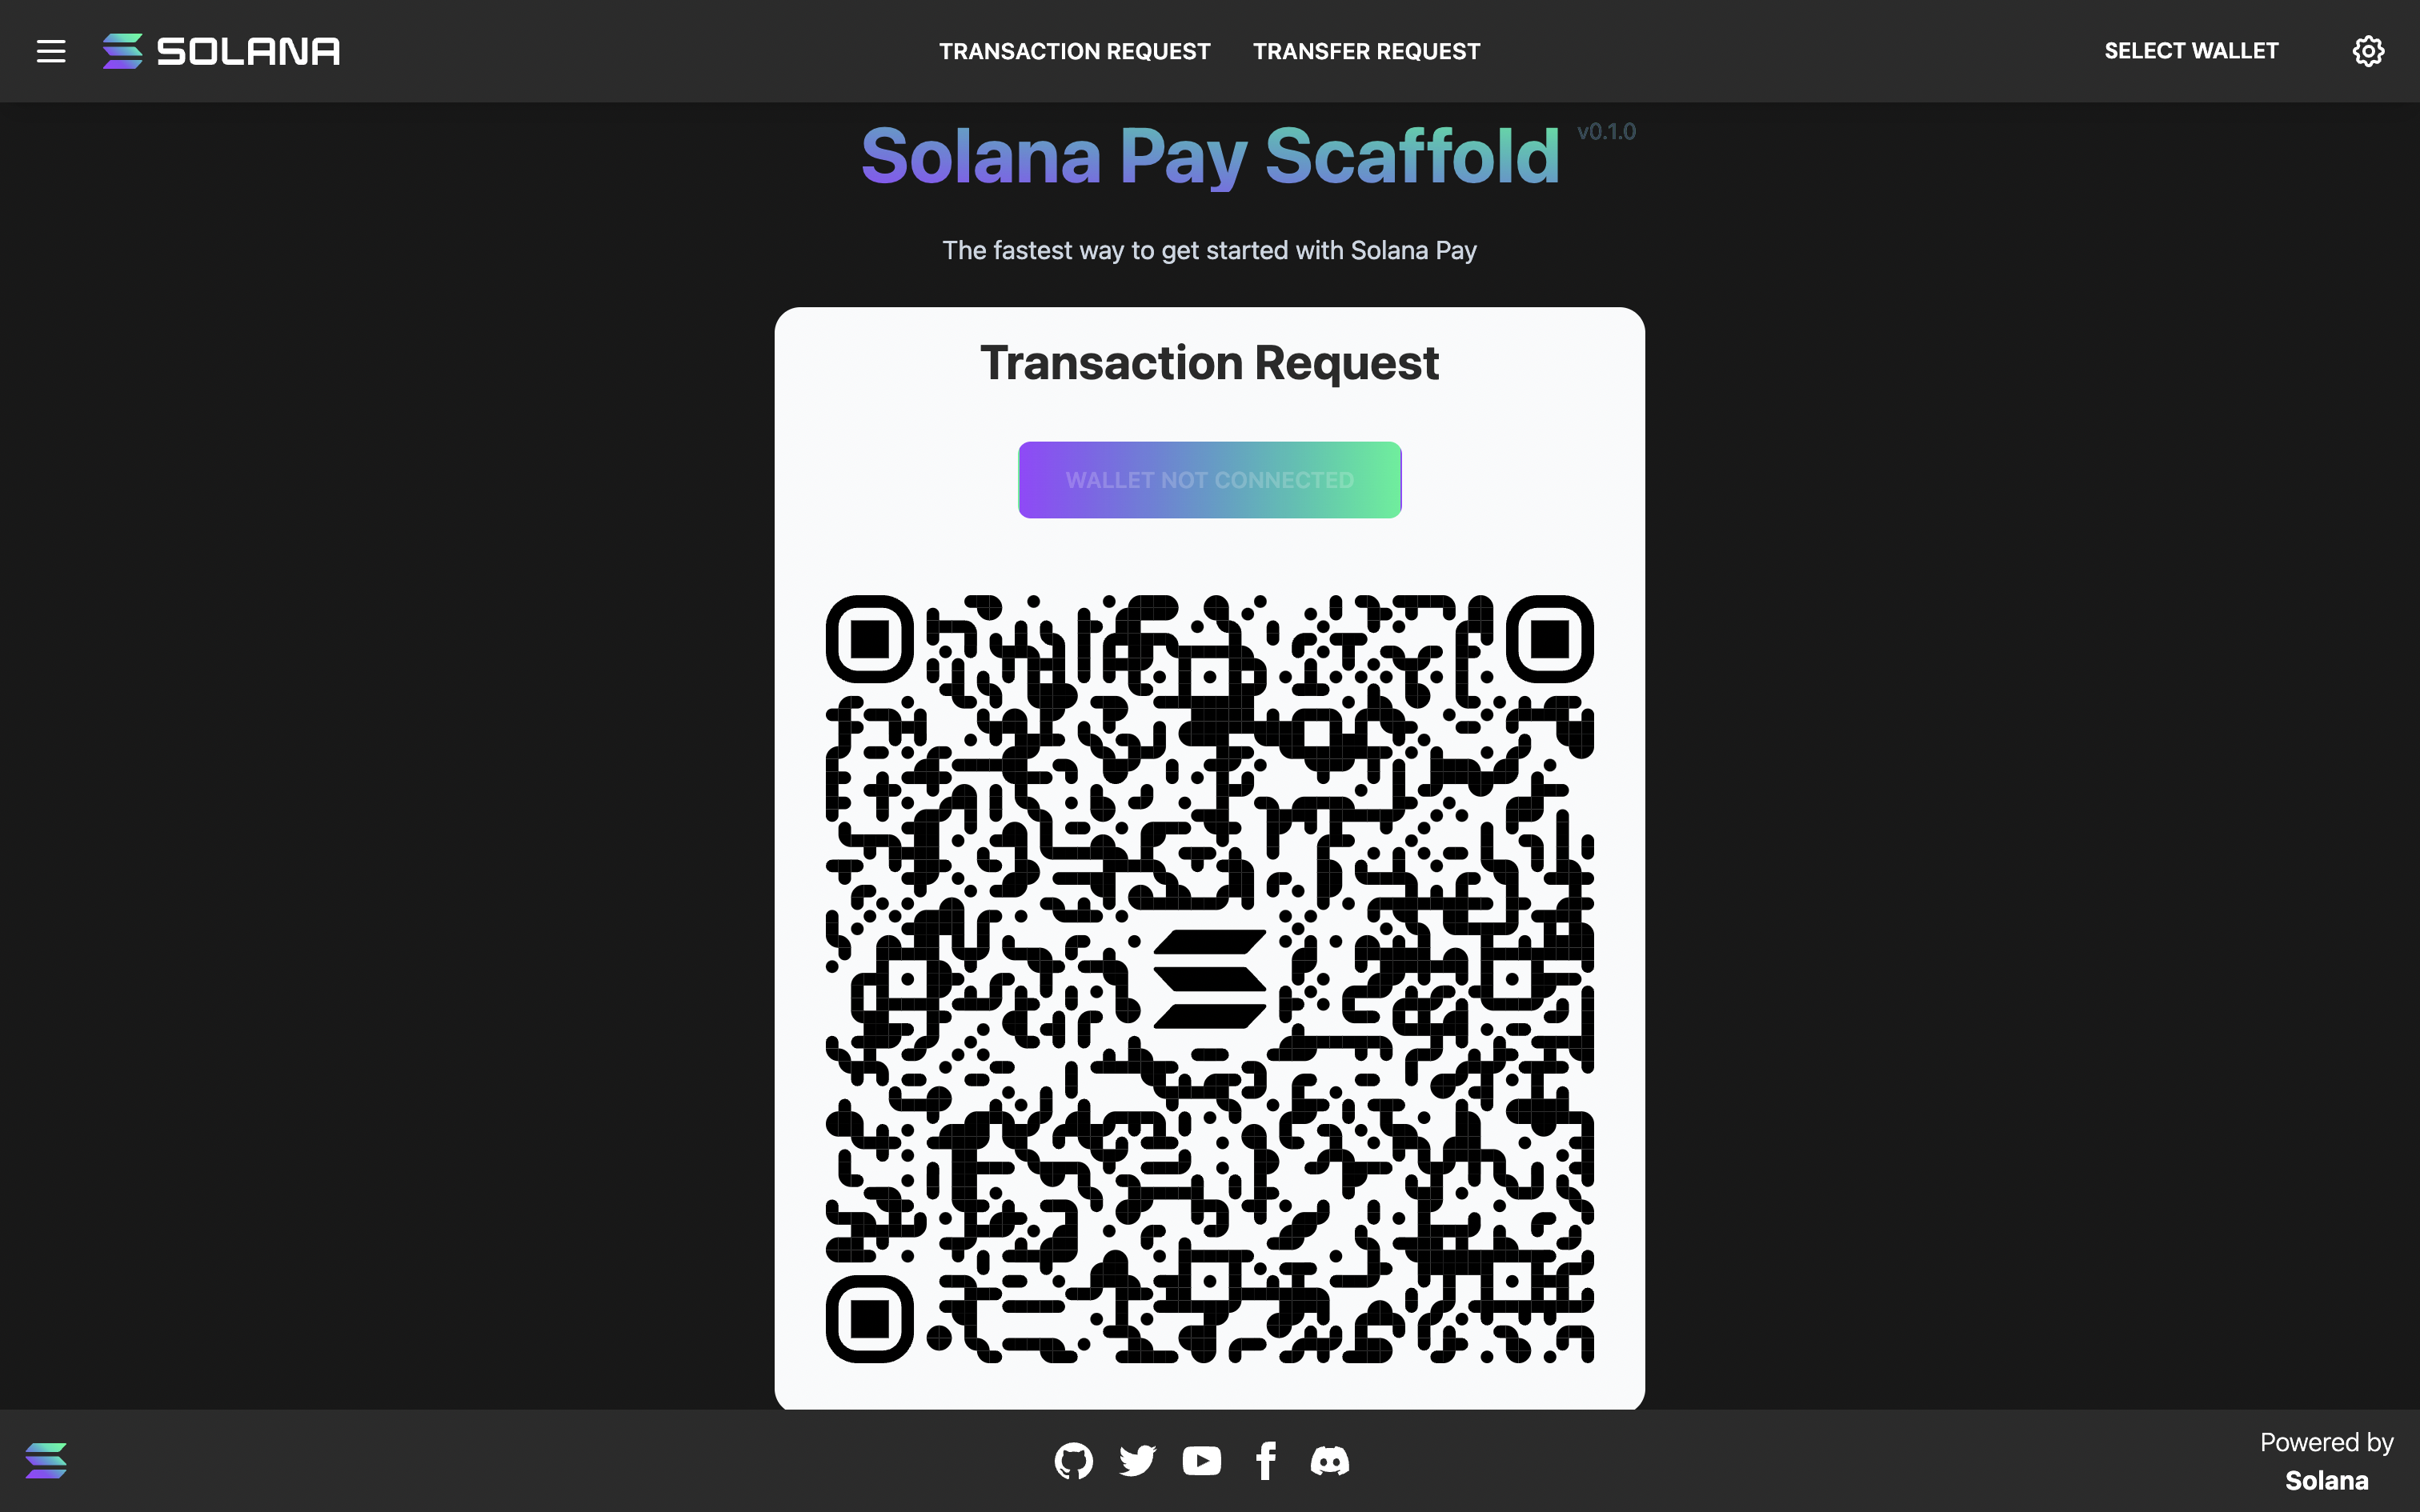 SOLANA
TRANSACTION REQUEST
TRANSFER REQUEST
SELECT WALLET
Solana Pay Scaffold
v0.1.0
The fastest way to get started with Solana Pay
Transaction Request
WALLET NOT CONNECTED
Powered by
Solana